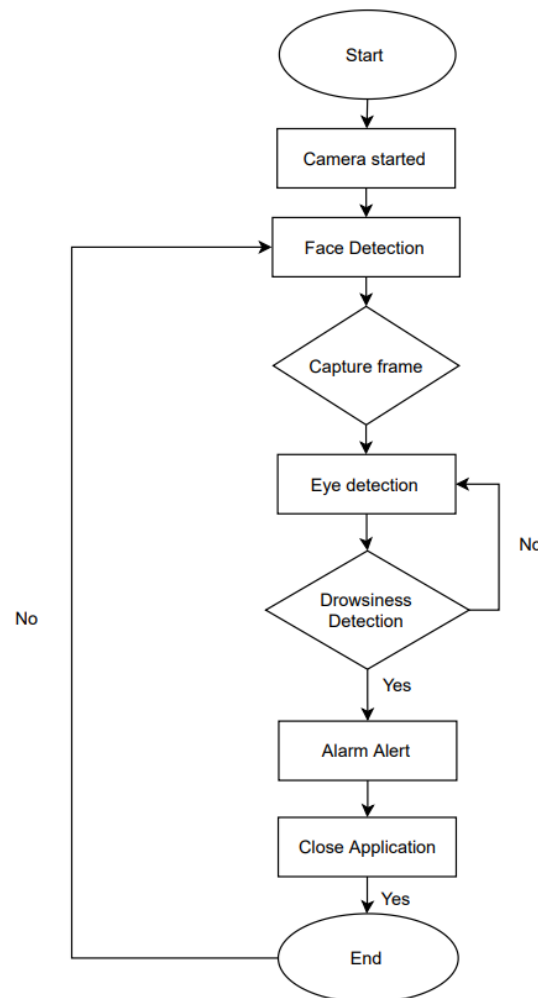 Start
Camera started
Face Detection
Capture frame
Eye detection
No
Drowsiness
Detection
No
Yes
Alarm Alert
Close Application
Yes
End